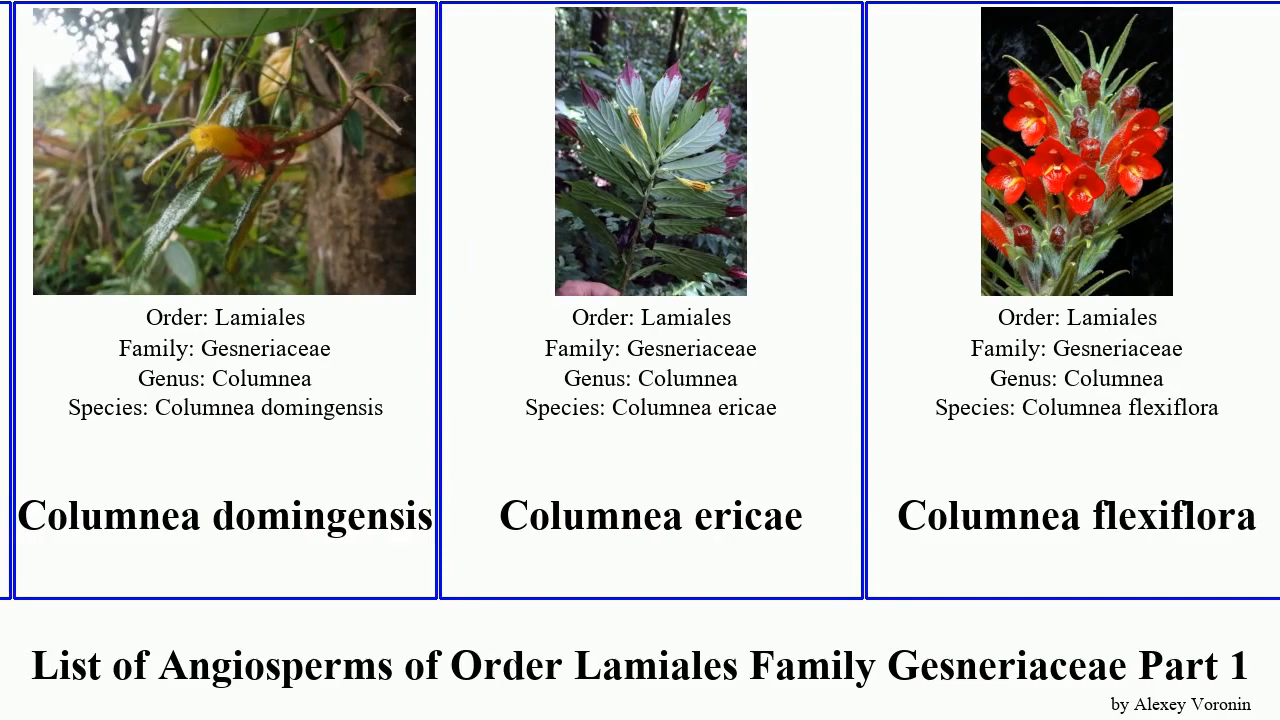 Order: Lamiales
Family: Gesneriaceae
Genus: Columnea
Species: Columnea domingensis
Columnea domingensis
Order: Lamiales
Family: Gesneriaceae
Genus: Columnea
Species: Columnea ericae
Columnea ericae
Order: Lamiales
Family: Gesneriaceae
Genus: Columnea
Species: Columnea flexiflora
Columnea flexiflora
List of Angiosperms of Order Lamiales Family Gesneriaceae Part 1
by Alexey Voronin